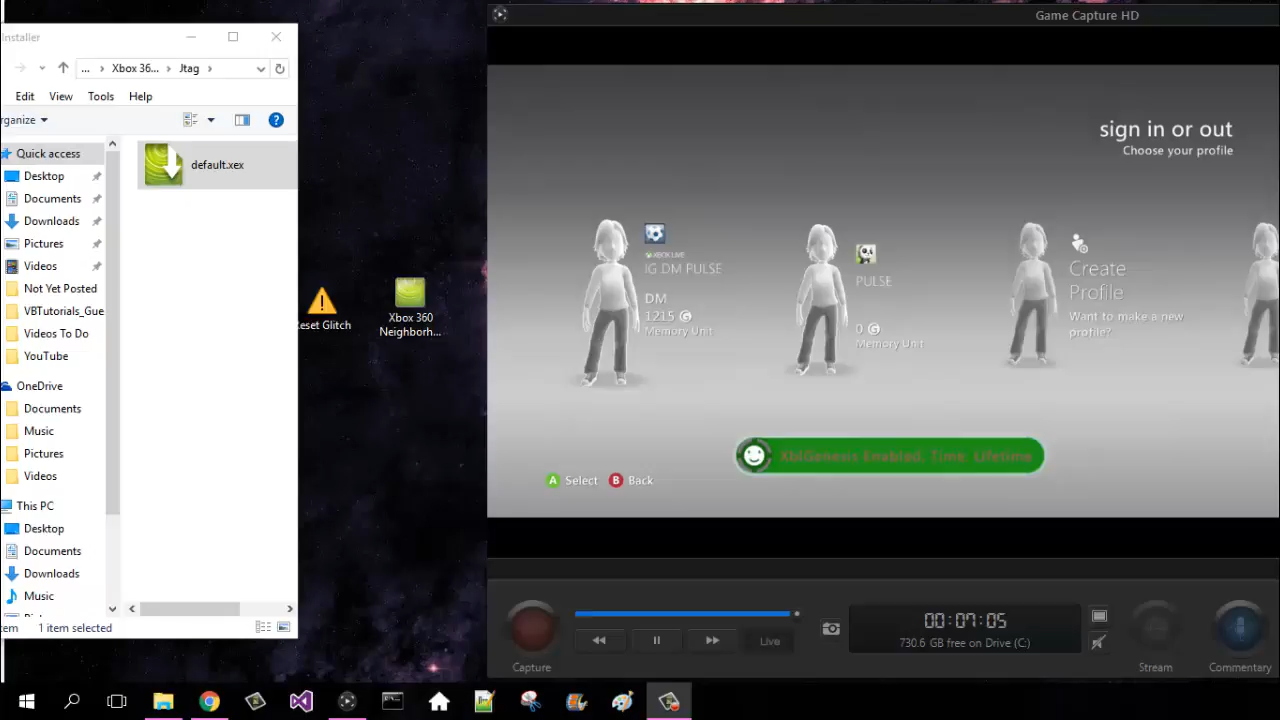 Installer
... > Xbox 36... > Jtag >
Edit View Tools Help
rganize
Quick access
Desktop
Documents
Downloads
Pictures
Videos
Not Yet Posted
VBTutorials_Gue
Videos To Do
YouTube
OneDrive
Documents
Music
Pictures
Videos
This PC
Desktop
Documents
Downloads
Music
default.xex
tem 1 item selected
eset Glitch
Xbox 360
Neighborh...
Game Capture HD
sign in or out
Choose your profile
XBOX LIVE
IG DM PULSE
DM
1215 G
Memory Unit
PULSE
0 G
Memory Unit
Create
Profile
Want to make a new
profile?
XblGenesis Enabled. Time: Lifetime
A Select B Back
00:07:05
730.6 GB free on Drive (C:)
Live
Capture
Stream
Commentary